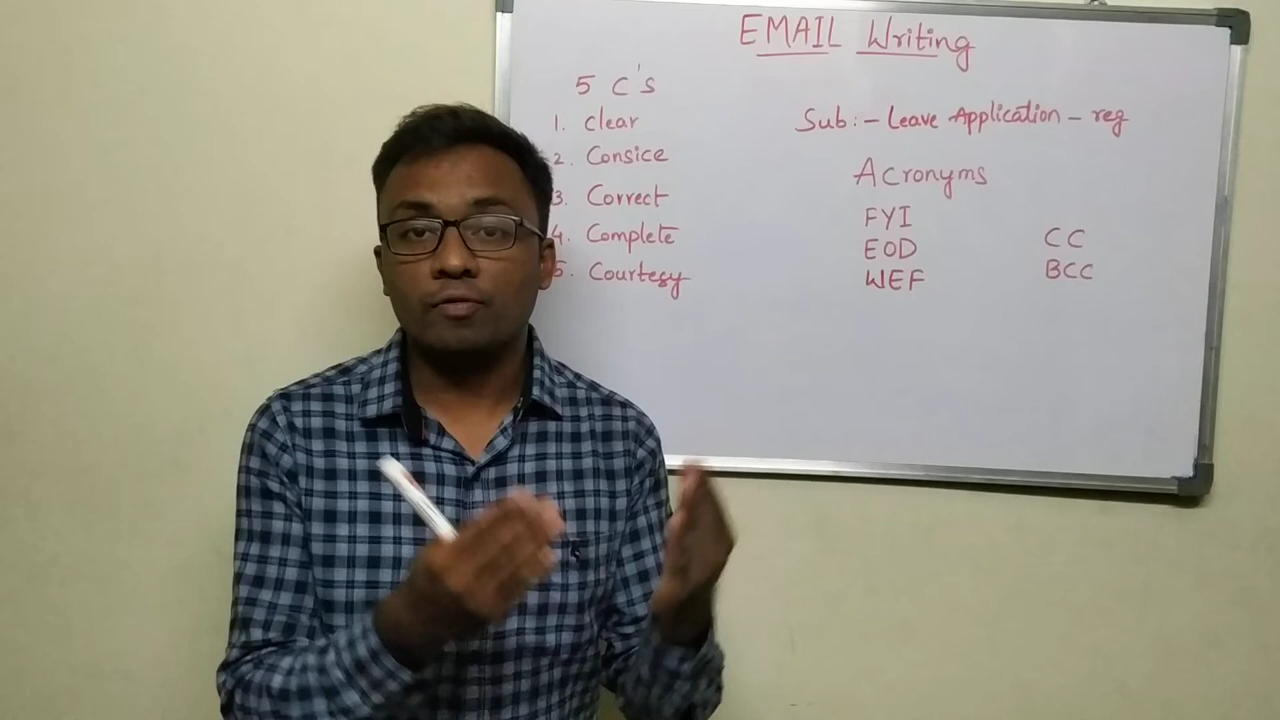 EMAIL Writing
5 C's
1. Clear
2. Consice
3. Correct
4. Complete
5. Courtesy
Sub:- Leave Application - reg
Acronyms
FYI
EOD
WEF
CC
BCC